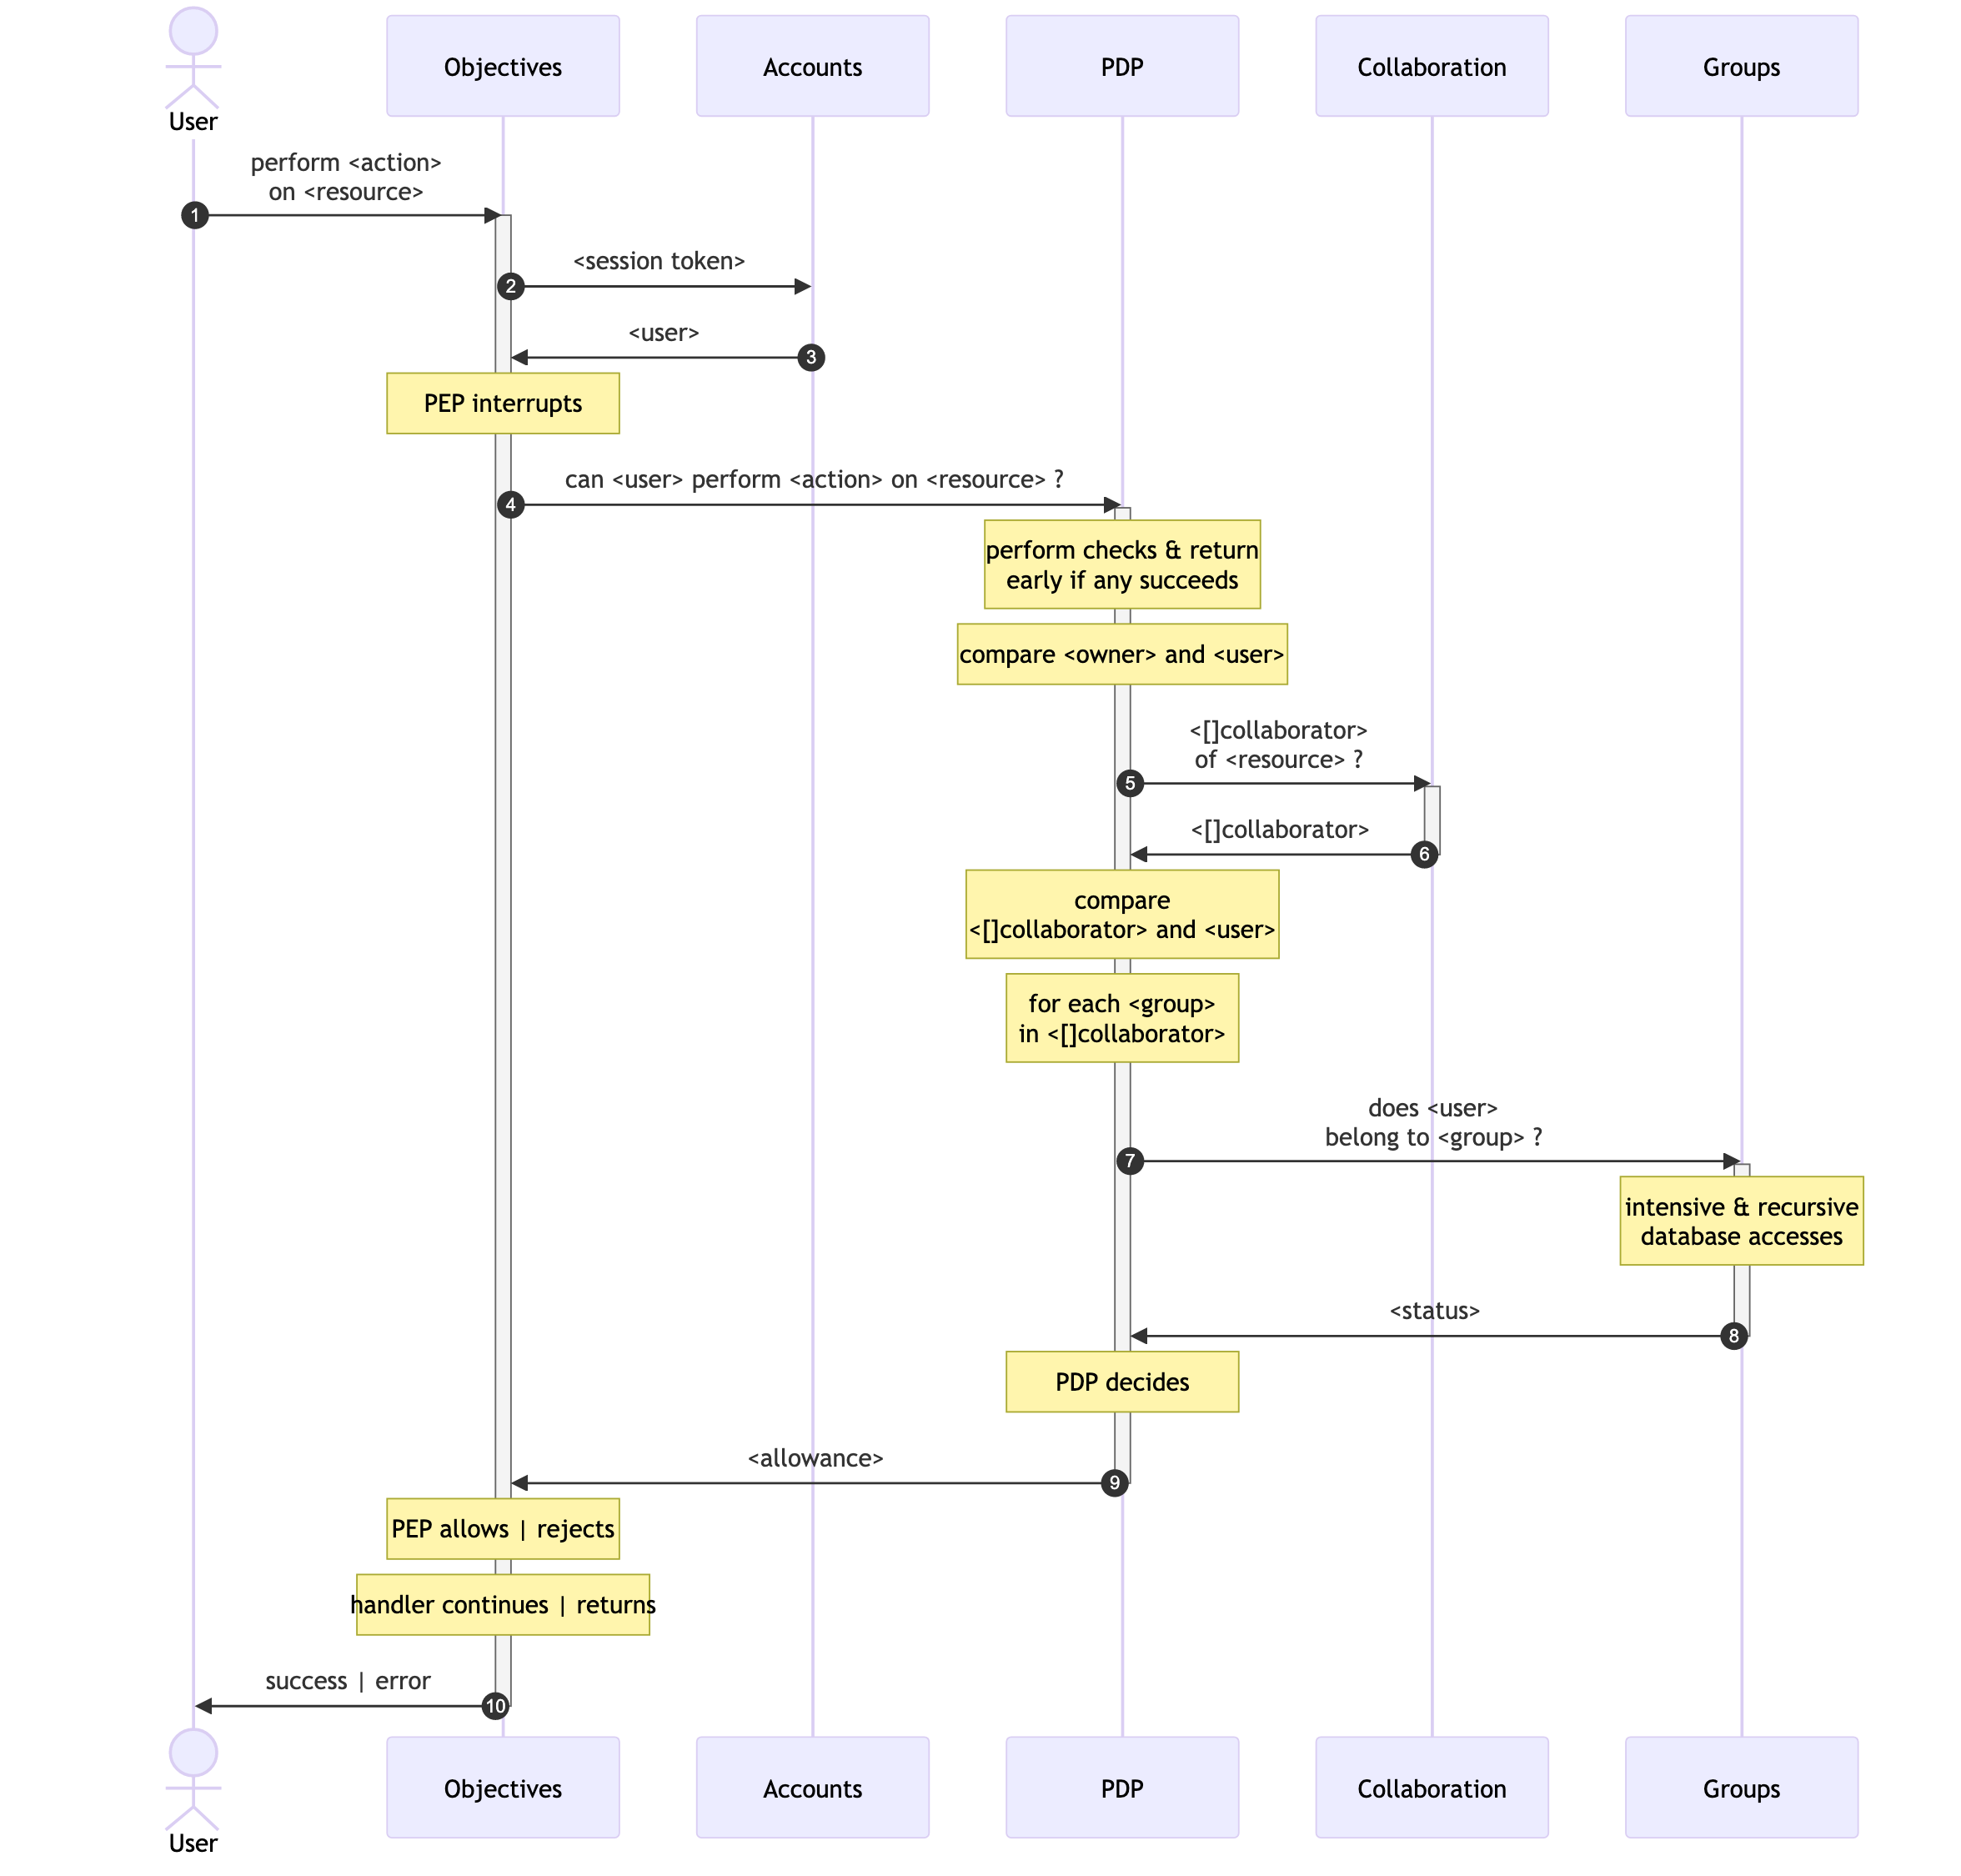 Objectives
Accounts
PDP
Collaboration
Groups
User
perform <action>
on <resource>
1
<session token>
2
<user>
3
PEP interrupts
can <user> perform <action> on <resource> ?
4
perform checks & return
early if any succeeds
compare <owner> and <user>
<[]collaborator>
of <resource> ?
5
<[]collaborator>
6
compare
<[]collaborator> and <user>
for each <group>
in <[]collaborator>
does <user>
belong to <group> ?
7
intensive & recursive
database accesses
<status>
8
PDP decides
<allowance>
9
PEP allows | rejects
handler continues | returns
success | error
10
Objectives
Accounts
PDP
Collaboration
Groups
User